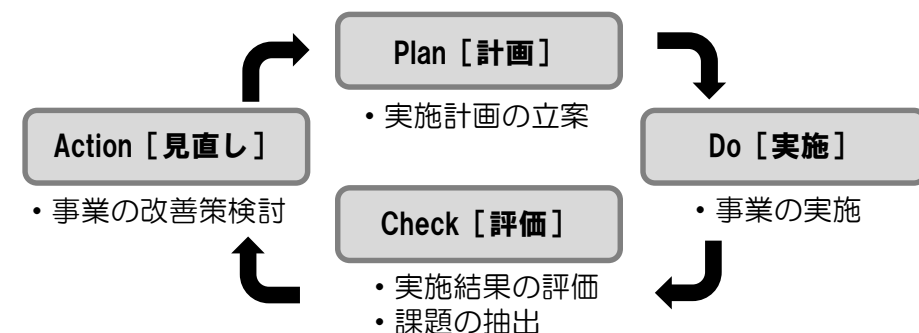 Plan［計画］
・実施計画の立案
Action［見直し］
Do［実施］
・事業の改善策検討
・事業の実施
Check［評価］
・実施結果の評価
・課題の抽出